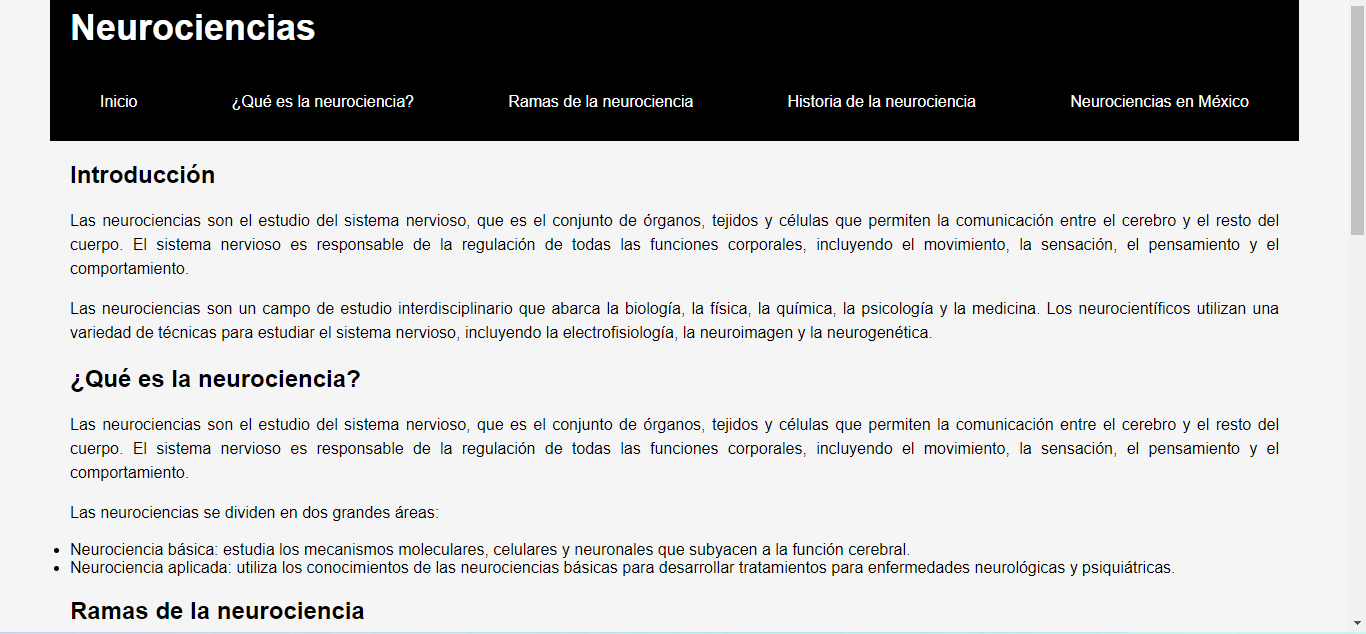 Neurociencias
Inicio ¿Qué es la neurociencia? Ramas de la neurociencia Historia de la neurociencia Neurociencias en México
Introducción
Las neurociencias son el estudio del sistema nervioso, que es el conjunto de órganos, tejidos y células que permiten la comunicación entre el cerebro y el resto del
cuerpo. El sistema nervioso es responsable de la regulación de todas las funciones corporales, incluyendo el movimiento, la sensación, el pensamiento y el
comportamiento.
Las neurociencias son un campo de estudio interdisciplinario que abarca la biología, la física, la química, la psicología y la medicina. Los neurocientíficos utilizan una
variedad de técnicas para estudiar el sistema nervioso, incluyendo la electrofisiología, la neuroimagen y la neurogenética.
¿Qué es la neurociencia?
Las neurociencias son el estudio del sistema nervioso, que es el conjunto de órganos, tejidos y células que permiten la comunicación entre el cerebro y el resto del
cuerpo. El sistema nervioso es responsable de la regulación de todas las funciones corporales, incluyendo el movimiento, la sensación, el pensamiento y el
comportamiento.
Las neurociencias se dividen en dos grandes áreas:
• Neurociencia básica: estudia los mecanismos moleculares, celulares y neuronales que subyacen a la función cerebral.
• Neurociencia aplicada: utiliza los conocimientos de las neurociencias básicas para desarrollar tratamientos para enfermedades neurológicas y psiquiátricas.
Ramas de la neurociencia